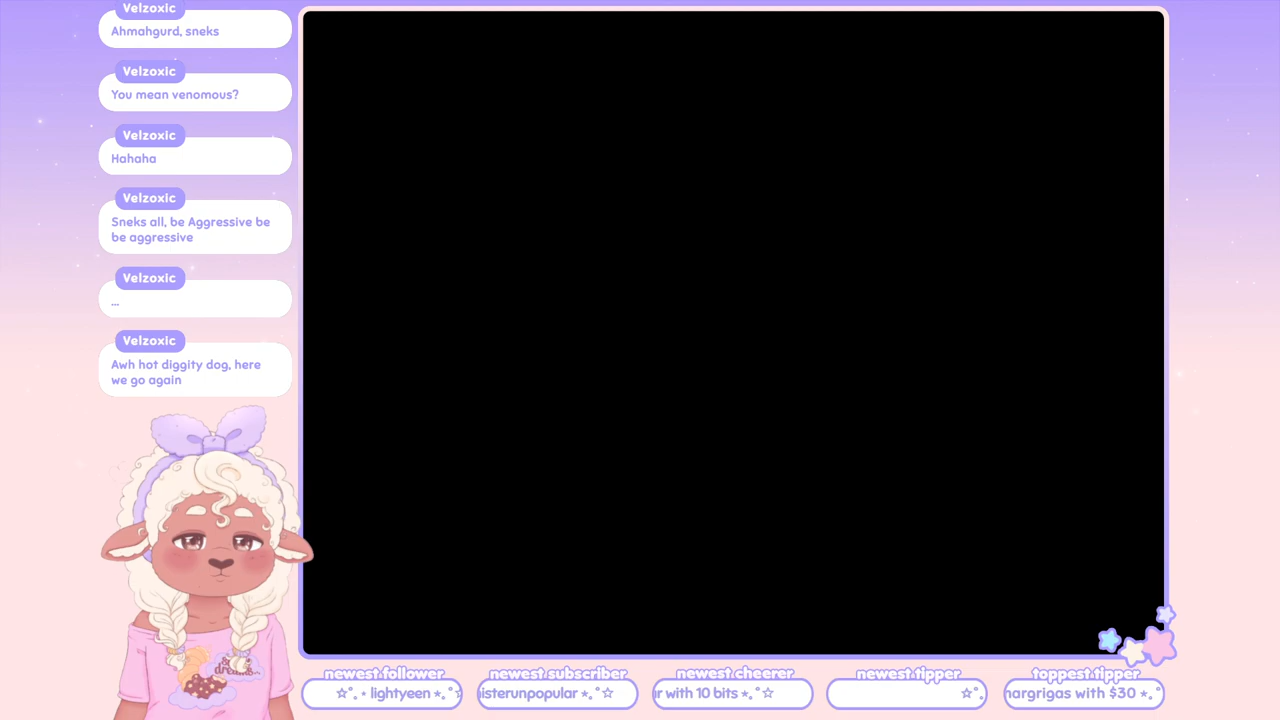 Velzoxic
Ahmahgurd, sneks
Velzoxic
You mean venomous?
Velzoxic
Hahaha
Velzoxic
Sneks all, be Aggressive be
be aggressive
Velzoxic
...
Velzoxic
Awh hot diggity dog, here
we go again
newest follower
newest subscriber
newest cheerer
newest tipper
toppest tipper
lightyeen
isterunpopular
r with 10 bits
nargrigas with $30